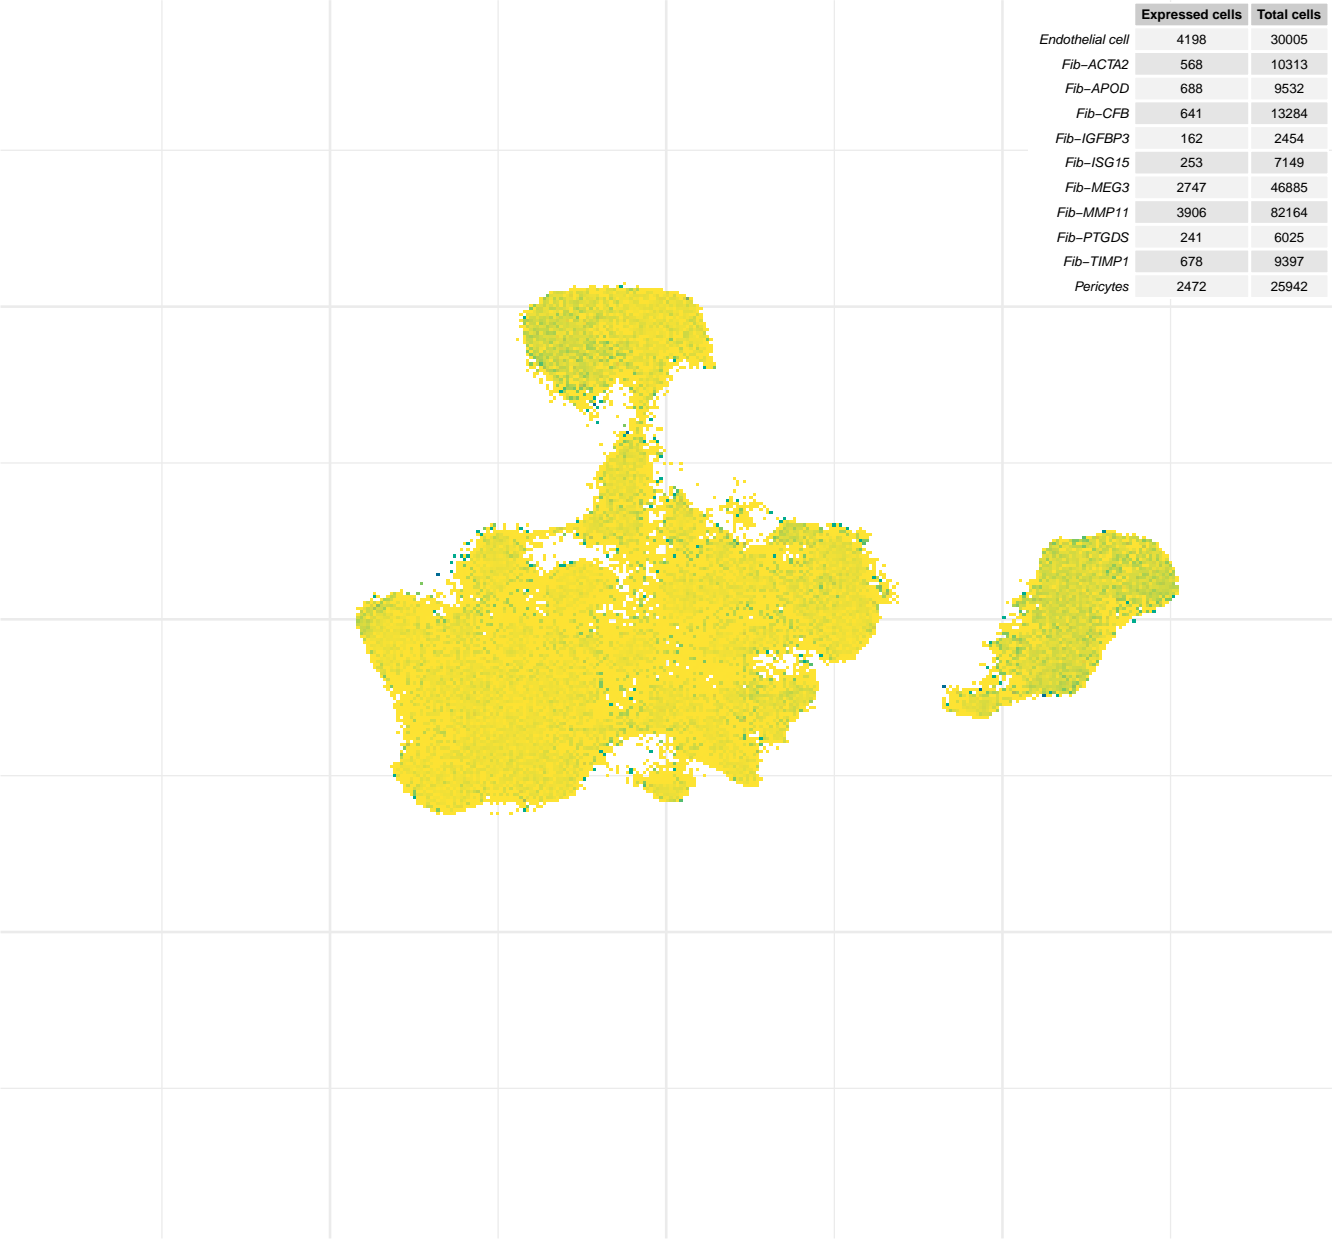 Expressed cells Total cells
Endothelial cell 4198 30005
Fib−ACTA2 568 10313
Fib−APOD 688 9532
Fib−CFB 641 13284
Fib−IGFBP3 162 2454
Fib−ISG15 253 7149
Fib−MEG3 2747 46885
Fib−MMP11 3906 82164
Fib−PTGDS 241 6025
Fib−TIMP1 678 9397
Pericytes 2472 25942